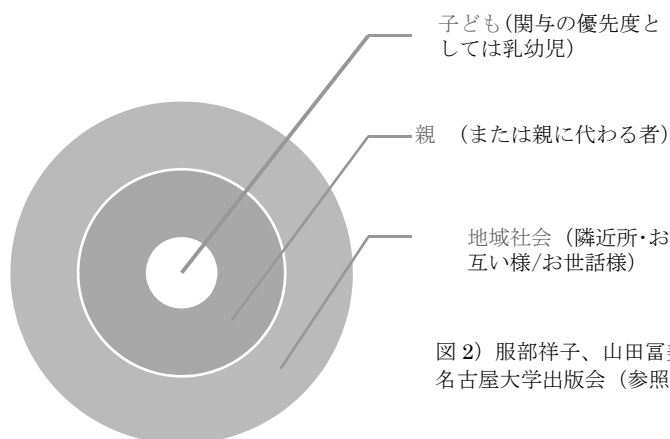 子ども(関与の優先度と
しては乳幼児）
親　（または親に代わる者）
地域社会（隣近所･お
互い様/お世話様）
図 2）服部祥子、山田冨
名古屋大学出版会（参照